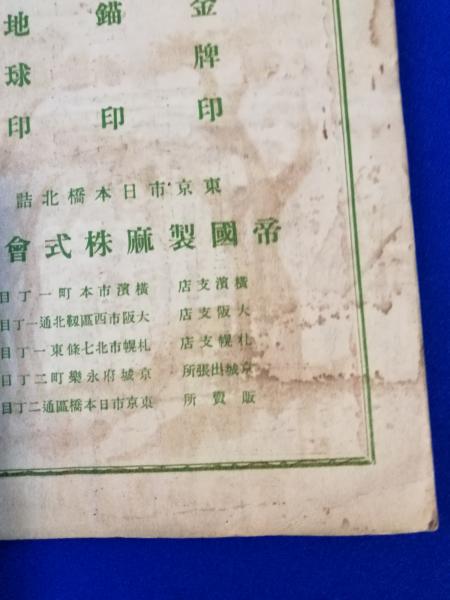 金牌印
錨印
地球印
東京市日本橋北詰
帝國製麻株式會
橫濱支店 橫濱市本町一丁目
大阪支店 大阪市西區靱北通一丁目
札幌支店 札幌市北七條東一丁目
京城出張所 京城府永樂町二丁目
販賣所 東京市日本橋區通二丁目